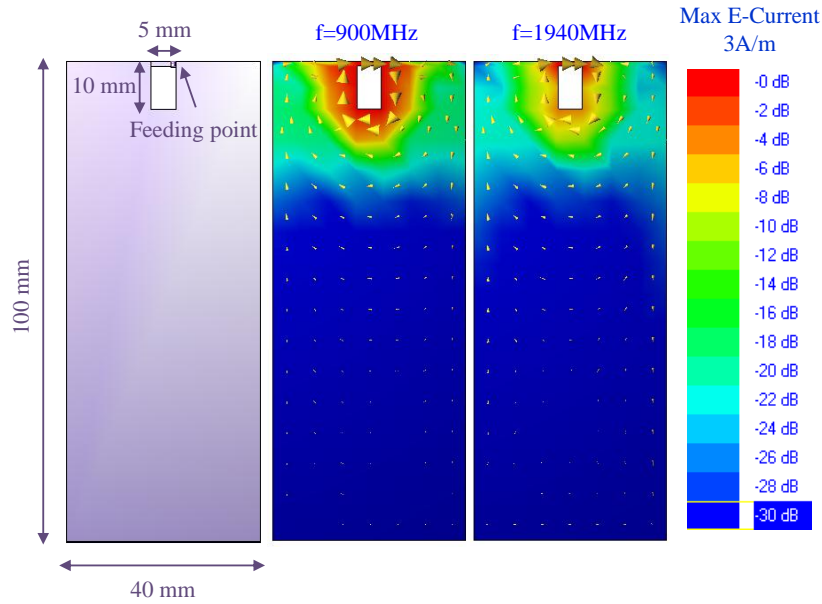 5 mm
10 mm
Feeding point
100 mm
40 mm
f=900MHz
f=1940MHz
Max E-Current
3A/m
-0 dB
-2 dB
-4 dB
-6 dB
-8 dB
-10 dB
-12 dB
-14 dB
-16 dB
-18 dB
-20 dB
-22 dB
-24 dB
-26 dB
-28 dB
-30 dB